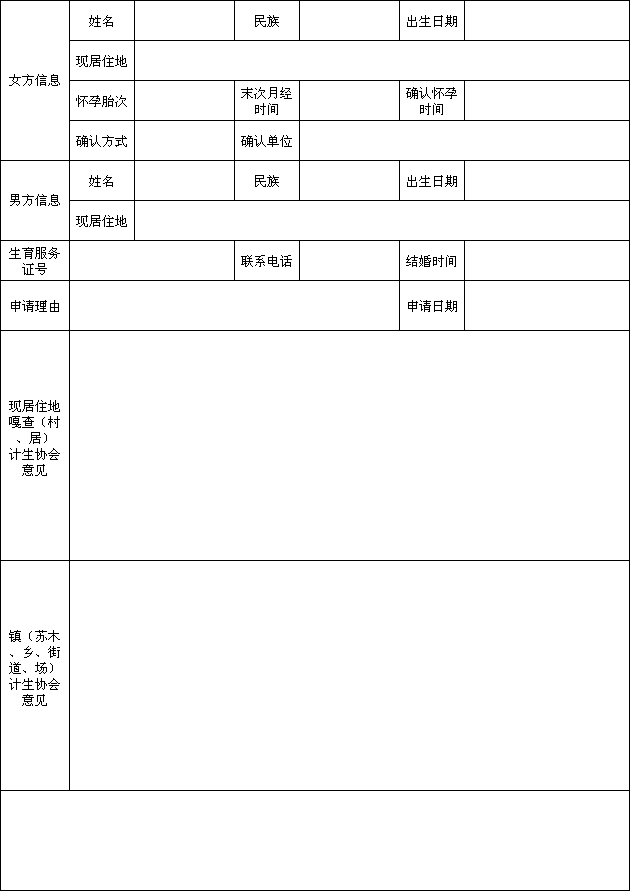 姓名
民族
出生日期
女方信息
现居住地
怀孕胎次
末次月经
时间
确认怀孕
时间
确认方式
确认单位
男方信息
姓名
民族
出生日期
现居住地
生育服务
证号
联系电话
结婚时间
申请理由
申请日期
现居住地
嘎查（村
、居）
计生协会
意见
镇（苏木
、乡、街
道、场）
计生协会
意见